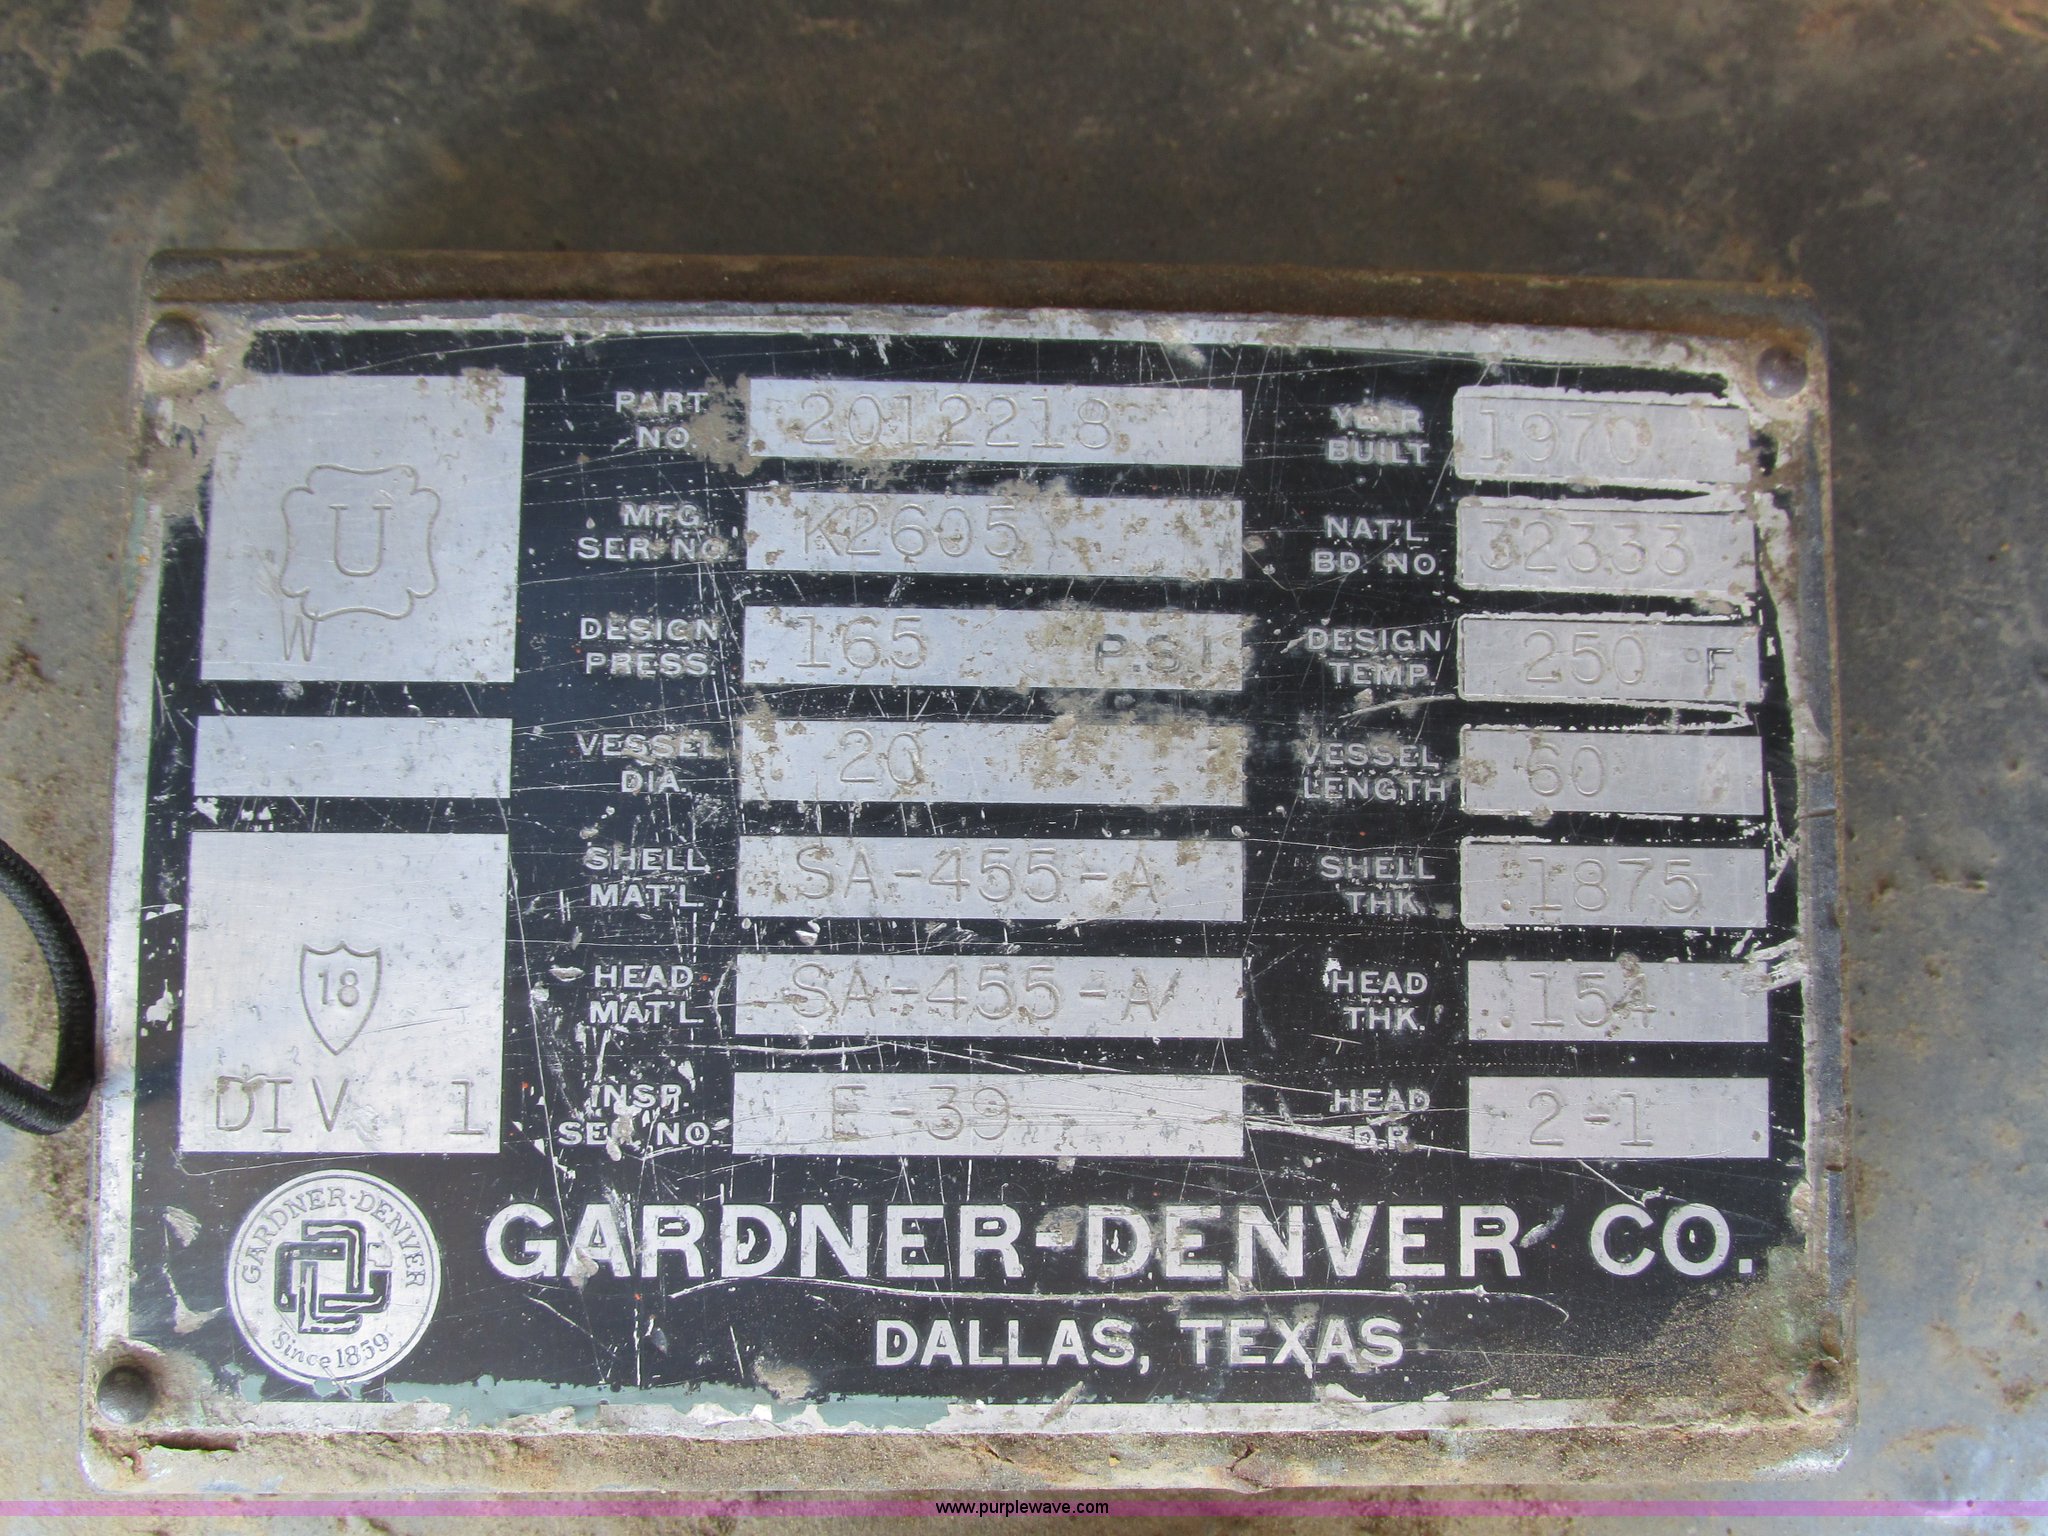 U
W
PART NO. 2012218
YEAR BUILT 1970
MFG. SER. NO. K2605
NAT'L. BD. NO. 32333
DESIGN PRESS. 165 P.S.I
DESIGN TEMP. 250 °F
VESSEL DIA. 20
VESSEL LENGTH 60
SHELL MAT'L. SA-455-A
SHELL THK. .1875
18
DIV. 1
HEAD MAT'L. SA-455-A
HEAD THK. .154
INSP. SER. NO. E-39
HEAD D.R. 2-1
GARDNER-DENVER
Since 1859
GARDNER-DENVER CO.
DALLAS, TEXAS
www.purplewave.com